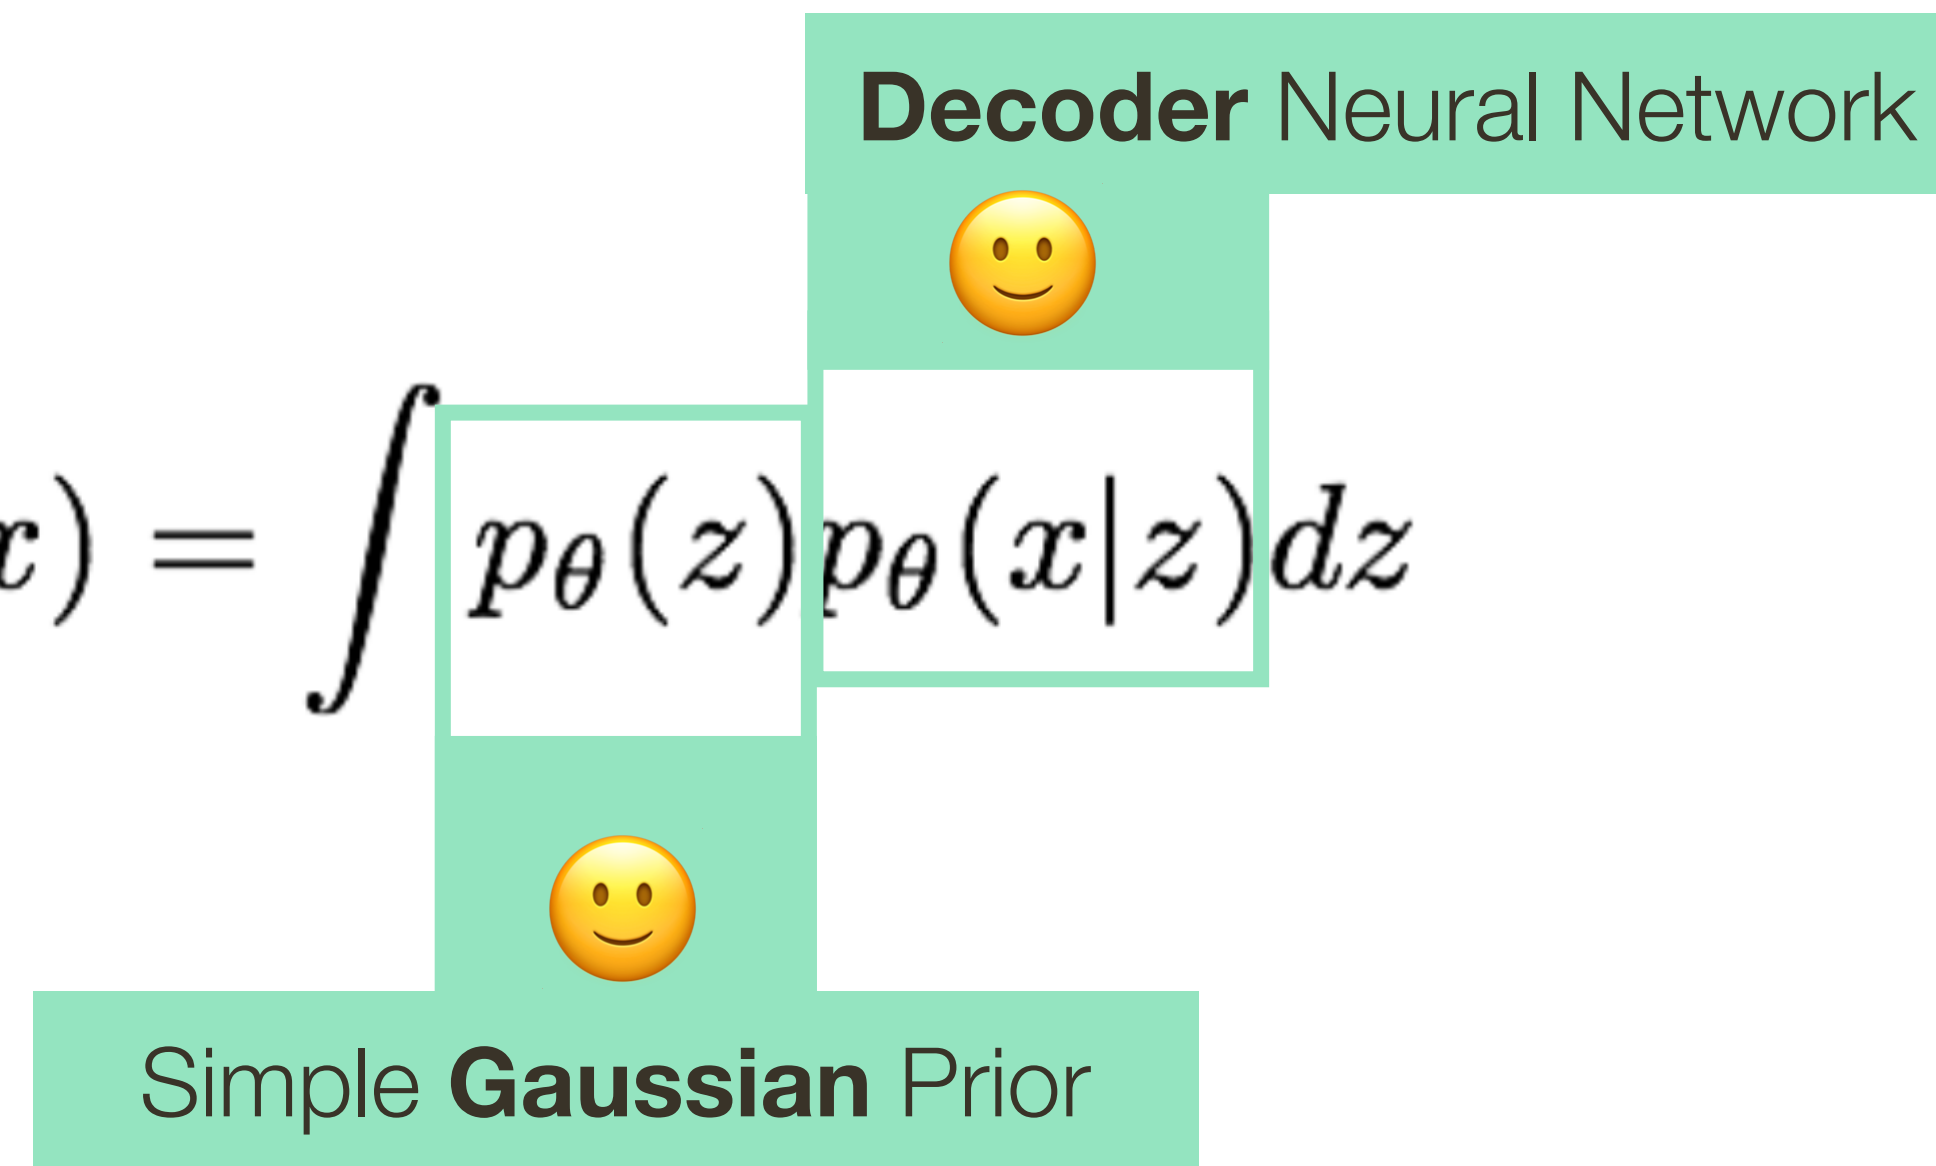 Decoder Neural Network
x) = ∫ pθ(z)pθ(x|z)dz
Simple Gaussian Prior